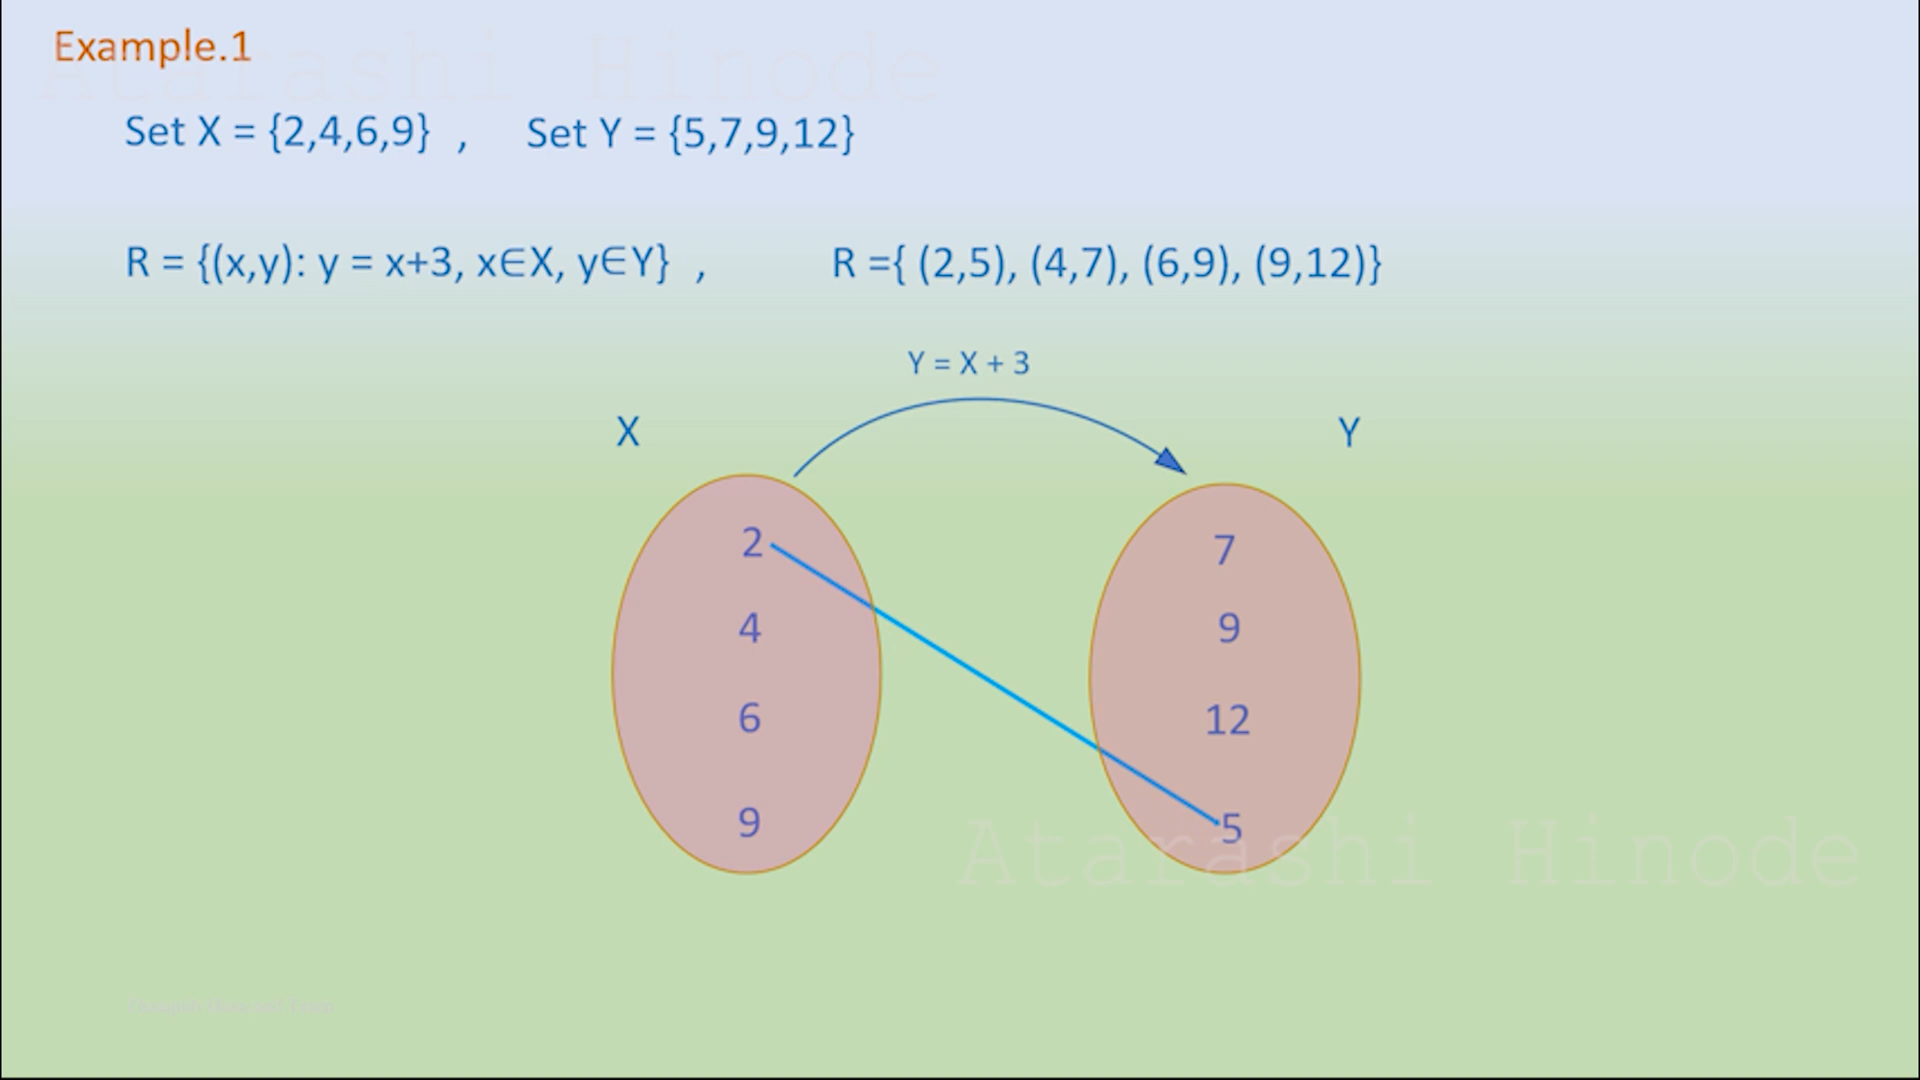 Example.1
Atarashi Hinode
Set X = {2,4,6,9} , Set Y = {5,7,9,12}
R = {(x,y): y = x+3, x∈X, y∈Y} , R ={ (2,5), (4,7), (6,9), (9,12)}
Y = X + 3
X Y
2 7
4 9
6 12
9 5
Atarashi Hinode